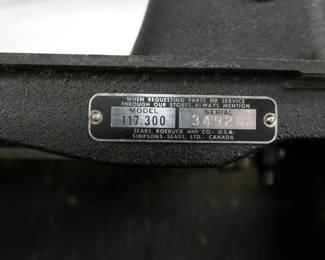 WHEN REQUESTING PARTS OR SERVICE
THROUGH OUR STORES, ALWAYS MENTION
MODEL SERIAL
117.300
SEARS, ROEBUCK AND CO.- U.S.A.
SIMPSONS-SEARS, LTD.- CANADA